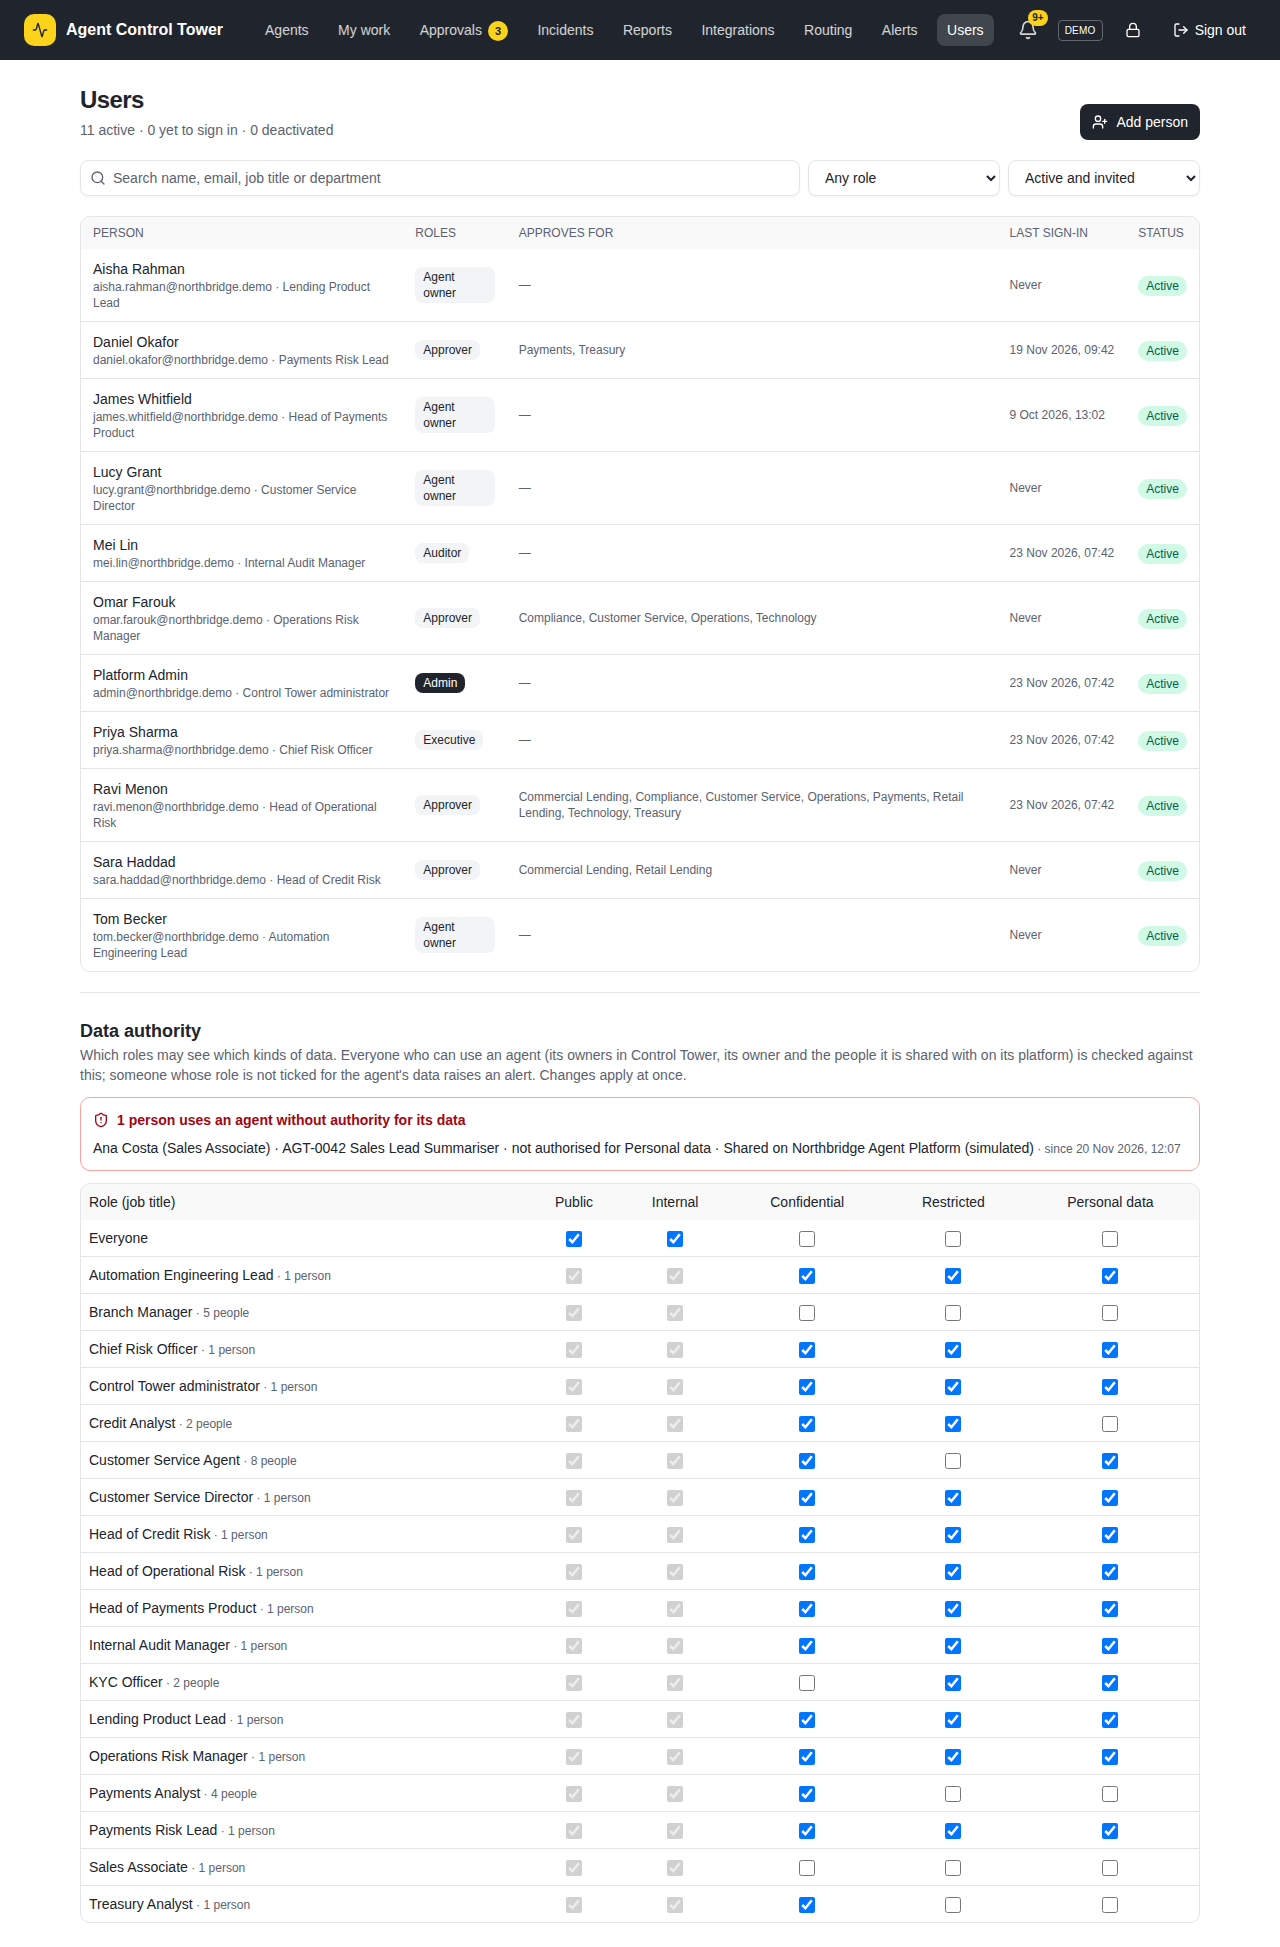 Agent Control Tower
Agents
My work
Approvals 3
Incidents
Reports
Integrations
Routing
Alerts
Users
9+
DEMO
Sign out
Users
11 active · 0 yet to sign in · 0 deactivated
Add person
Search name, email, job title or department
Any role
Active and invited
PERSON ROLES APPROVES FOR LAST SIGN-IN STATUS
Aisha Rahman
aisha.rahman@northbridge.demo · Lending Product
Lead
Agent
owner
—
Never
Active
Daniel Okafor
daniel.okafor@northbridge.demo · Payments Risk Lead
Approver
Payments, Treasury
19 Nov 2026, 09:42
Active
James Whitfield
james.whitfield@northbridge.demo · Head of Payments
Product
Agent
owner
—
9 Oct 2026, 13:02
Active
Lucy Grant
lucy.grant@northbridge.demo · Customer Service
Director
Agent
owner
—
Never
Active
Mei Lin
mei.lin@northbridge.demo · Internal Audit Manager
Auditor
—
23 Nov 2026, 07:42
Active
Omar Farouk
omar.farouk@northbridge.demo · Operations Risk
Manager
Approver
Compliance, Customer Service, Operations, Technology
Never
Active
Platform Admin
admin@northbridge.demo · Control Tower administrator
Admin
—
23 Nov 2026, 07:42
Active
Priya Sharma
priya.sharma@northbridge.demo · Chief Risk Officer
Executive
—
23 Nov 2026, 07:42
Active
Ravi Menon
ravi.menon@northbridge.demo · Head of Operational
Risk
Approver
Commercial Lending, Compliance, Customer Service, Operations, Payments, Retail
Lending, Technology, Treasury
23 Nov 2026, 07:42
Active
Sara Haddad
sara.haddad@northbridge.demo · Head of Credit Risk
Approver
Commercial Lending, Retail Lending
Never
Active
Tom Becker
tom.becker@northbridge.demo · Automation
Engineering Lead
Agent
owner
—
Never
Active
Data authority
Which roles may see which kinds of data. Everyone who can use an agent (its owners in Control Tower, its owner and the people it is shared with on its platform) is checked against
this; someone whose role is not ticked for the agent's data raises an alert. Changes apply at once.
1 person uses an agent without authority for its data
Ana Costa (Sales Associate) · AGT-0042 Sales Lead Summariser · not authorised for Personal data · Shared on Northbridge Agent Platform (simulated) · since 20 Nov 2026, 12:07
Role (job title) Public Internal Confidential Restricted Personal data
Everyone
Automation Engineering Lead · 1 person
Branch Manager · 5 people
Chief Risk Officer · 1 person
Control Tower administrator · 1 person
Credit Analyst · 2 people
Customer Service Agent · 8 people
Customer Service Director · 1 person
Head of Credit Risk · 1 person
Head of Operational Risk · 1 person
Head of Payments Product · 1 person
Internal Audit Manager · 1 person
KYC Officer · 2 people
Lending Product Lead · 1 person
Operations Risk Manager · 1 person
Payments Analyst · 4 people
Payments Risk Lead · 1 person
Sales Associate · 1 person
Treasury Analyst · 1 person